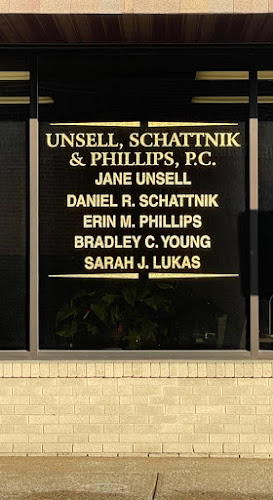 UNSELL, SCHATTNIK
& PHILLIPS, P.C.
JANE UNSELL
DANIEL R. SCHATTNIK
ERIN M. PHILLIPS
BRADLEY C. YOUNG
SARAH J. LUKAS